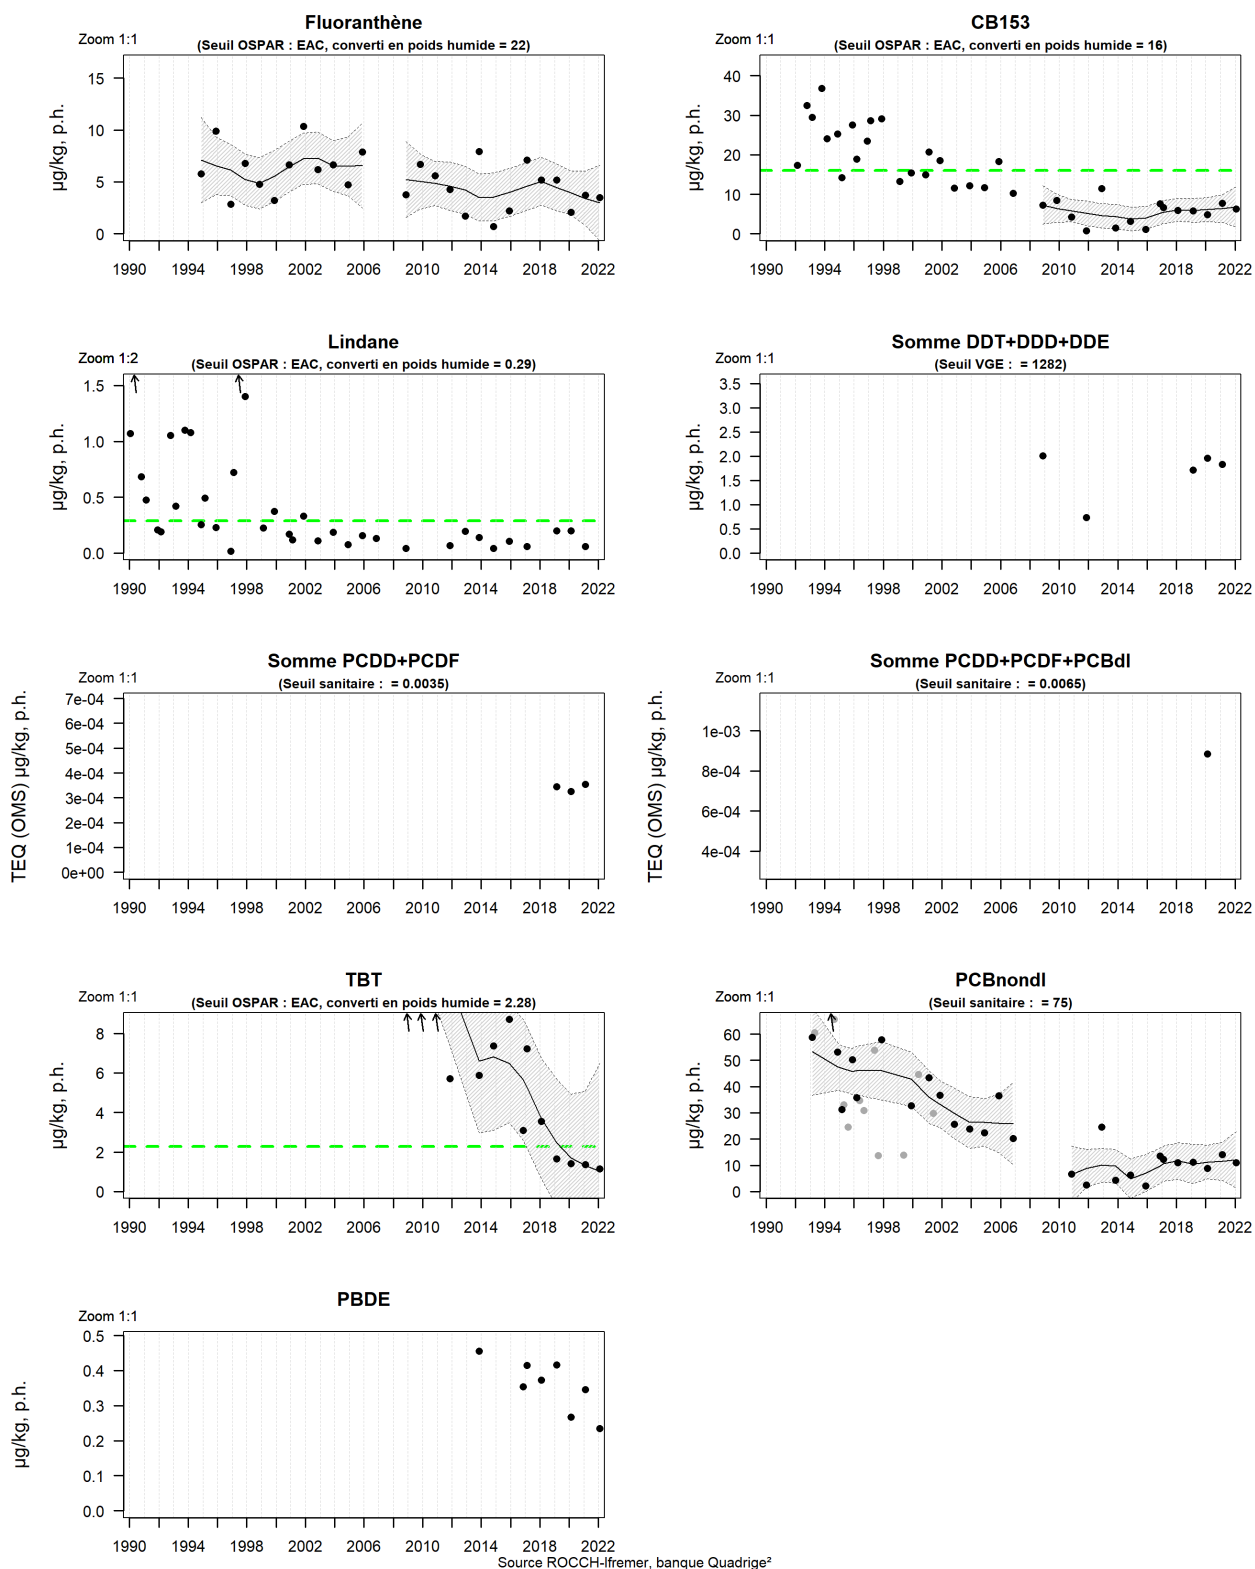 Fluoranthène
Zoom 1:1
(Seuil OSPAR : EAC, converti en poids humide = 22)
µg/kg, p.h.
15
10
5
0
1990 1994 1998 2002 2006 2010 2014 2018 2022
CB153
Zoom 1:1
(Seuil OSPAR : EAC, converti en poids humide = 16)
µg/kg, p.h.
40
30
20
10
0
1990 1994 1998 2002 2006 2010 2014 2018 2022
Lindane
Zoom 1:2
(Seuil OSPAR : EAC, converti en poids humide = 0.29)
µg/kg, p.h.
1.5
1.0
0.5
0.0
1990 1994 1998 2002 2006 2010 2014 2018 2022
Somme DDT+DDD+DDE
Zoom 1:1
(Seuil VGE :  = 1282)
µg/kg, p.h.
3.5
3.0
2.5
2.0
1.5
1.0
0.5
0.0
1990 1994 1998 2002 2006 2010 2014 2018 2022
Somme PCDD+PCDF
Zoom 1:1
(Seuil sanitaire :  = 0.0035)
TEQ (OMS) µg/kg, p.h.
7e-04
6e-04
5e-04
4e-04
3e-04
2e-04
1e-04
0e+00
1990 1994 1998 2002 2006 2010 2014 2018 2022
Somme PCDD+PCDF+PCBdl
Zoom 1:1
(Seuil sanitaire :  = 0.0065)
TEQ (OMS) µg/kg, p.h.
1e-03
8e-04
6e-04
4e-04
1990 1994 1998 2002 2006 2010 2014 2018 2022
TBT
Zoom 1:1
(Seuil OSPAR : EAC, converti en poids humide = 2.28)
µg/kg, p.h.
8
6
4
2
0
1990 1994 1998 2002 2006 2010 2014 2018 2022
PCBnondl
Zoom 1:1
(Seuil sanitaire :  = 75)
µg/kg, p.h.
60
50
40
30
20
10
0
1990 1994 1998 2002 2006 2010 2014 2018 2022
PBDE
Zoom 1:1
µg/kg, p.h.
0.5
0.4
0.3
0.2
0.1
0.0
1990 1994 1998 2002 2006 2010 2014 2018 2022
Source ROCCH-Ifremer, banque Quadrige²